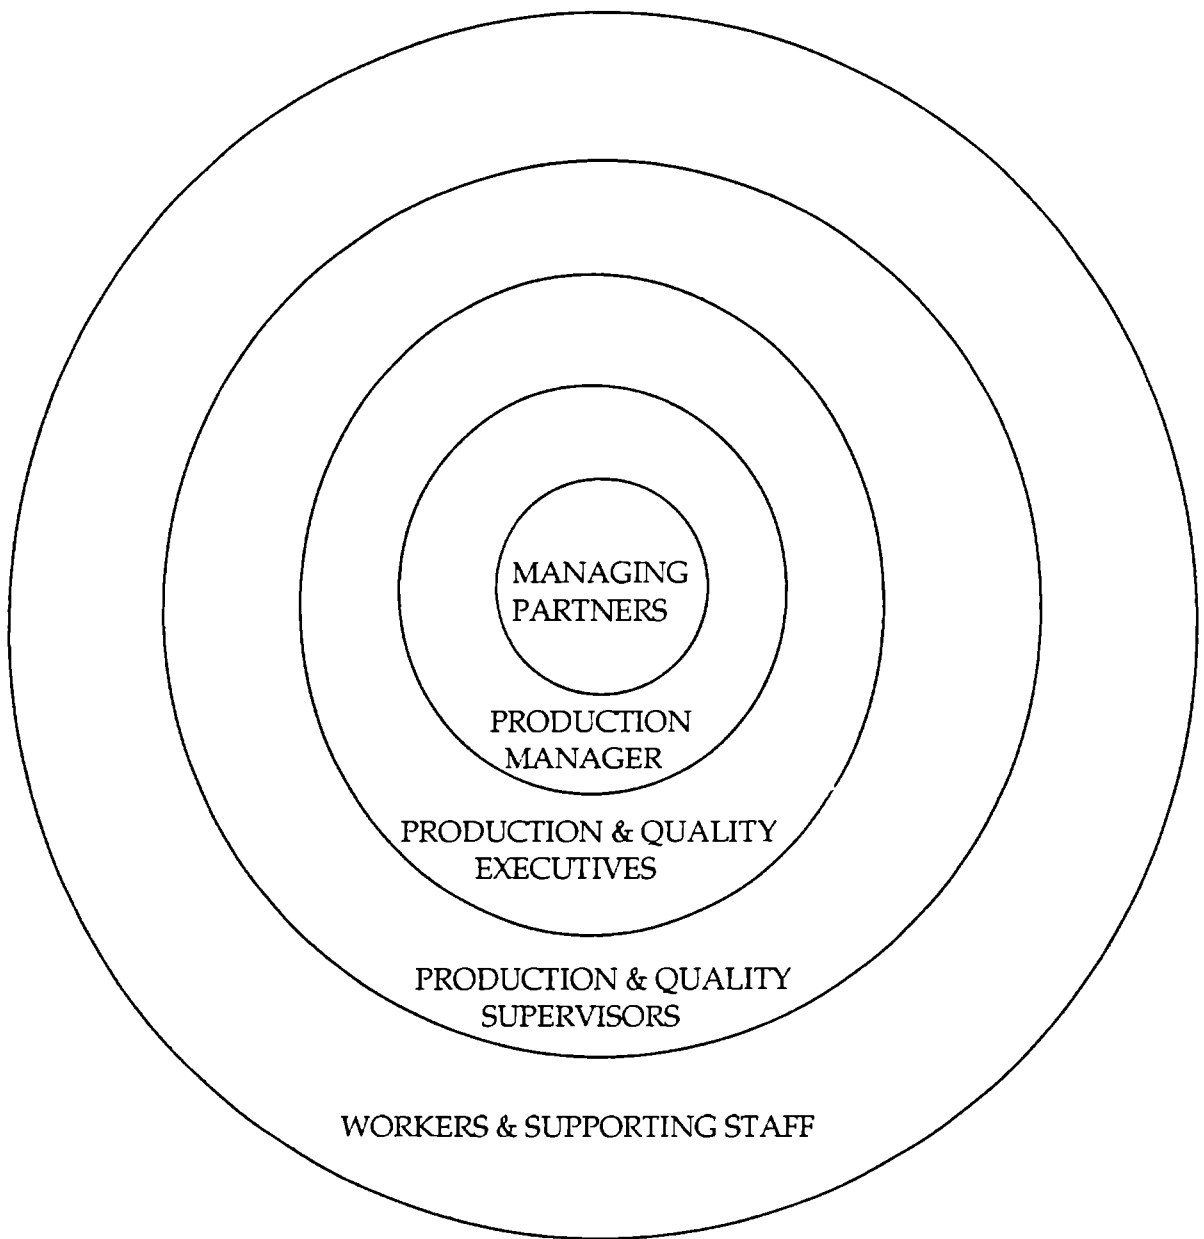 MANAGING
PARTNERS
PRODUCTION
MANAGER
PRODUCTION & QUALITY
EXECUTIVES
PRODUCTION & QUALITY
SUPERVISORS
WORKERS & SUPPORTING STAFF